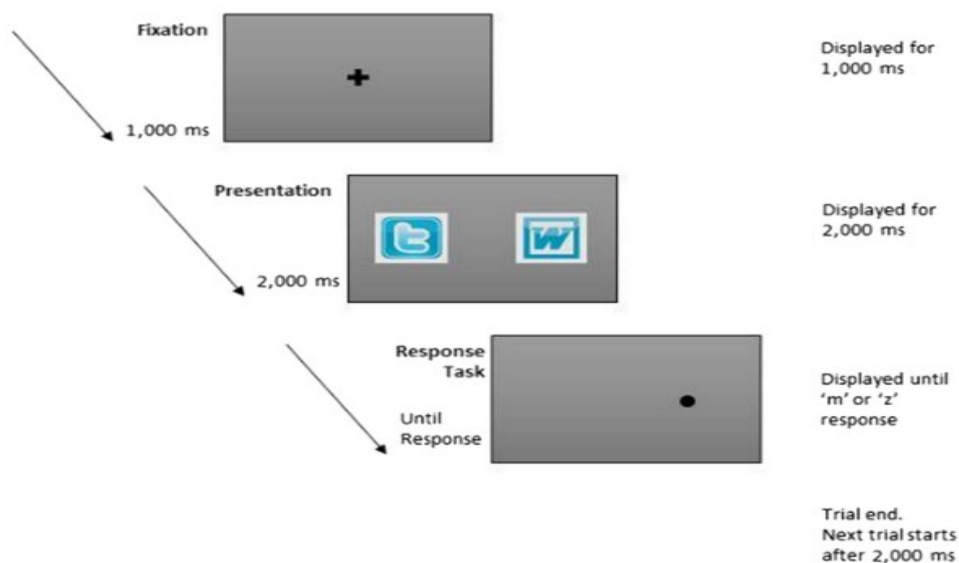 Fixation
Displayed for
1,000 ms
1,000 ms
Presentation
Displayed for
2,000 ms
t
W
2,000 ms
Response
Task
Displayed until
‘m’ or ‘z’
response
Until
Response
Trial end.
Next trial starts
after 2,000 ms